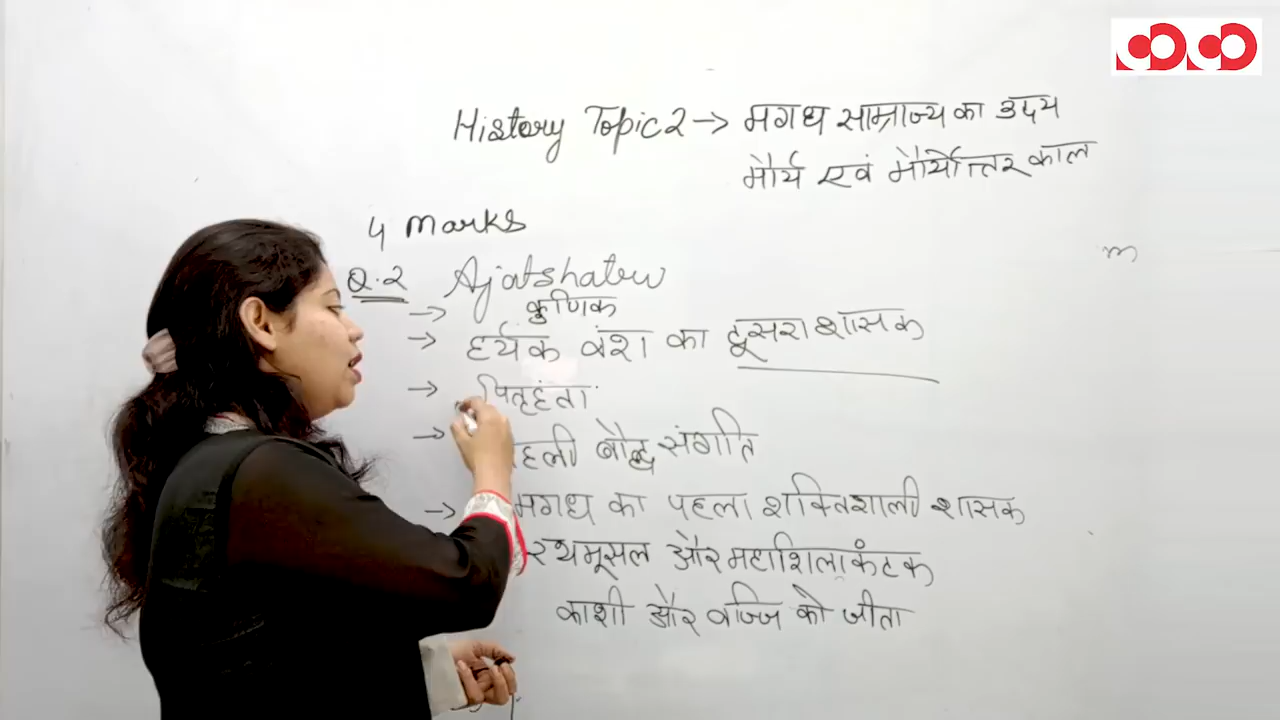 History Topic 2 → मगध साम्राज्य का उदय
मौर्य एवं मौर्योत्तर काल
4 Marks
Q.2 Ajatshatru
→ कुणिक
→ हर्यक वंश का दूसरा शासक
→ पितृहंता
→ पहली बौद्ध संगीति
→ मगध का पहला शक्तिशाली शासक
रथमूसल और महाशिलाकंटक
काशी और वज्जि को जीता